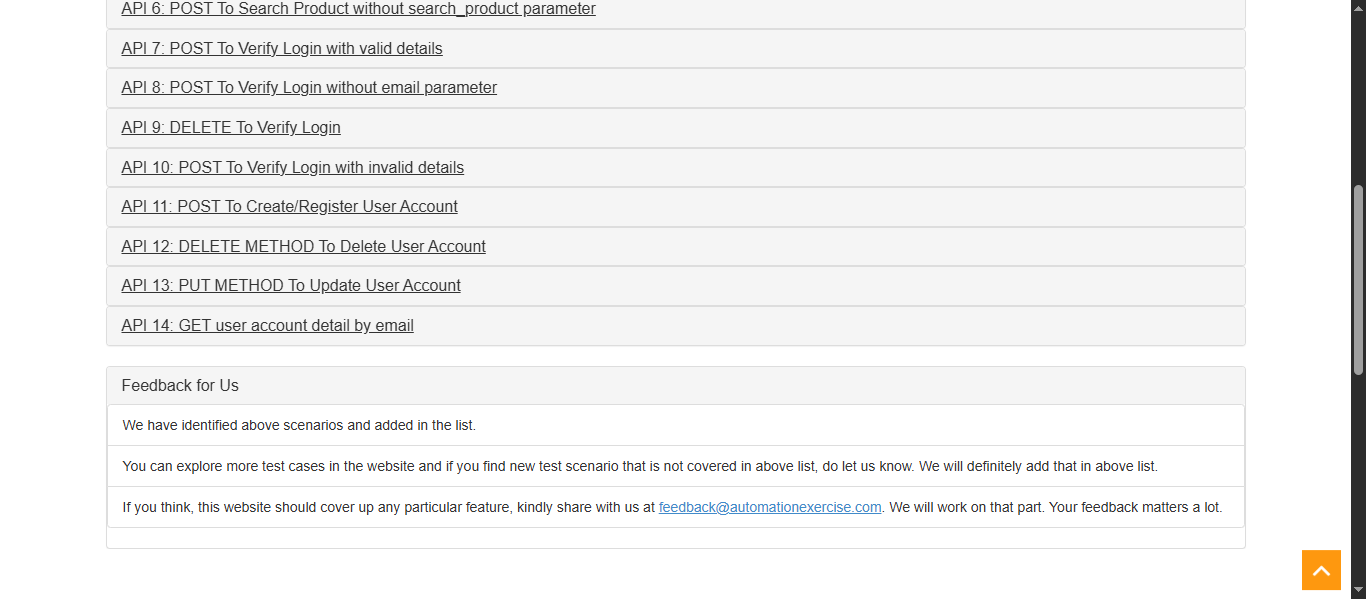 API 6: POST To Search Product without search_product parameter
API 7: POST To Verify Login with valid details
API 8: POST To Verify Login without email parameter
API 9: DELETE To Verify Login
API 10: POST To Verify Login with invalid details
API 11: POST To Create/Register User Account
API 12: DELETE METHOD To Delete User Account
API 13: PUT METHOD To Update User Account
API 14: GET user account detail by email
Feedback for Us
We have identified above scenarios and added in the list.
You can explore more test cases in the website and if you find new test scenario that is not covered in above list, do let us know. We will definitely add that in above list.
If you think, this website should cover up any particular feature, kindly share with us at feedback@automationexercise.com. We will work on that part. Your feedback matters a lot.